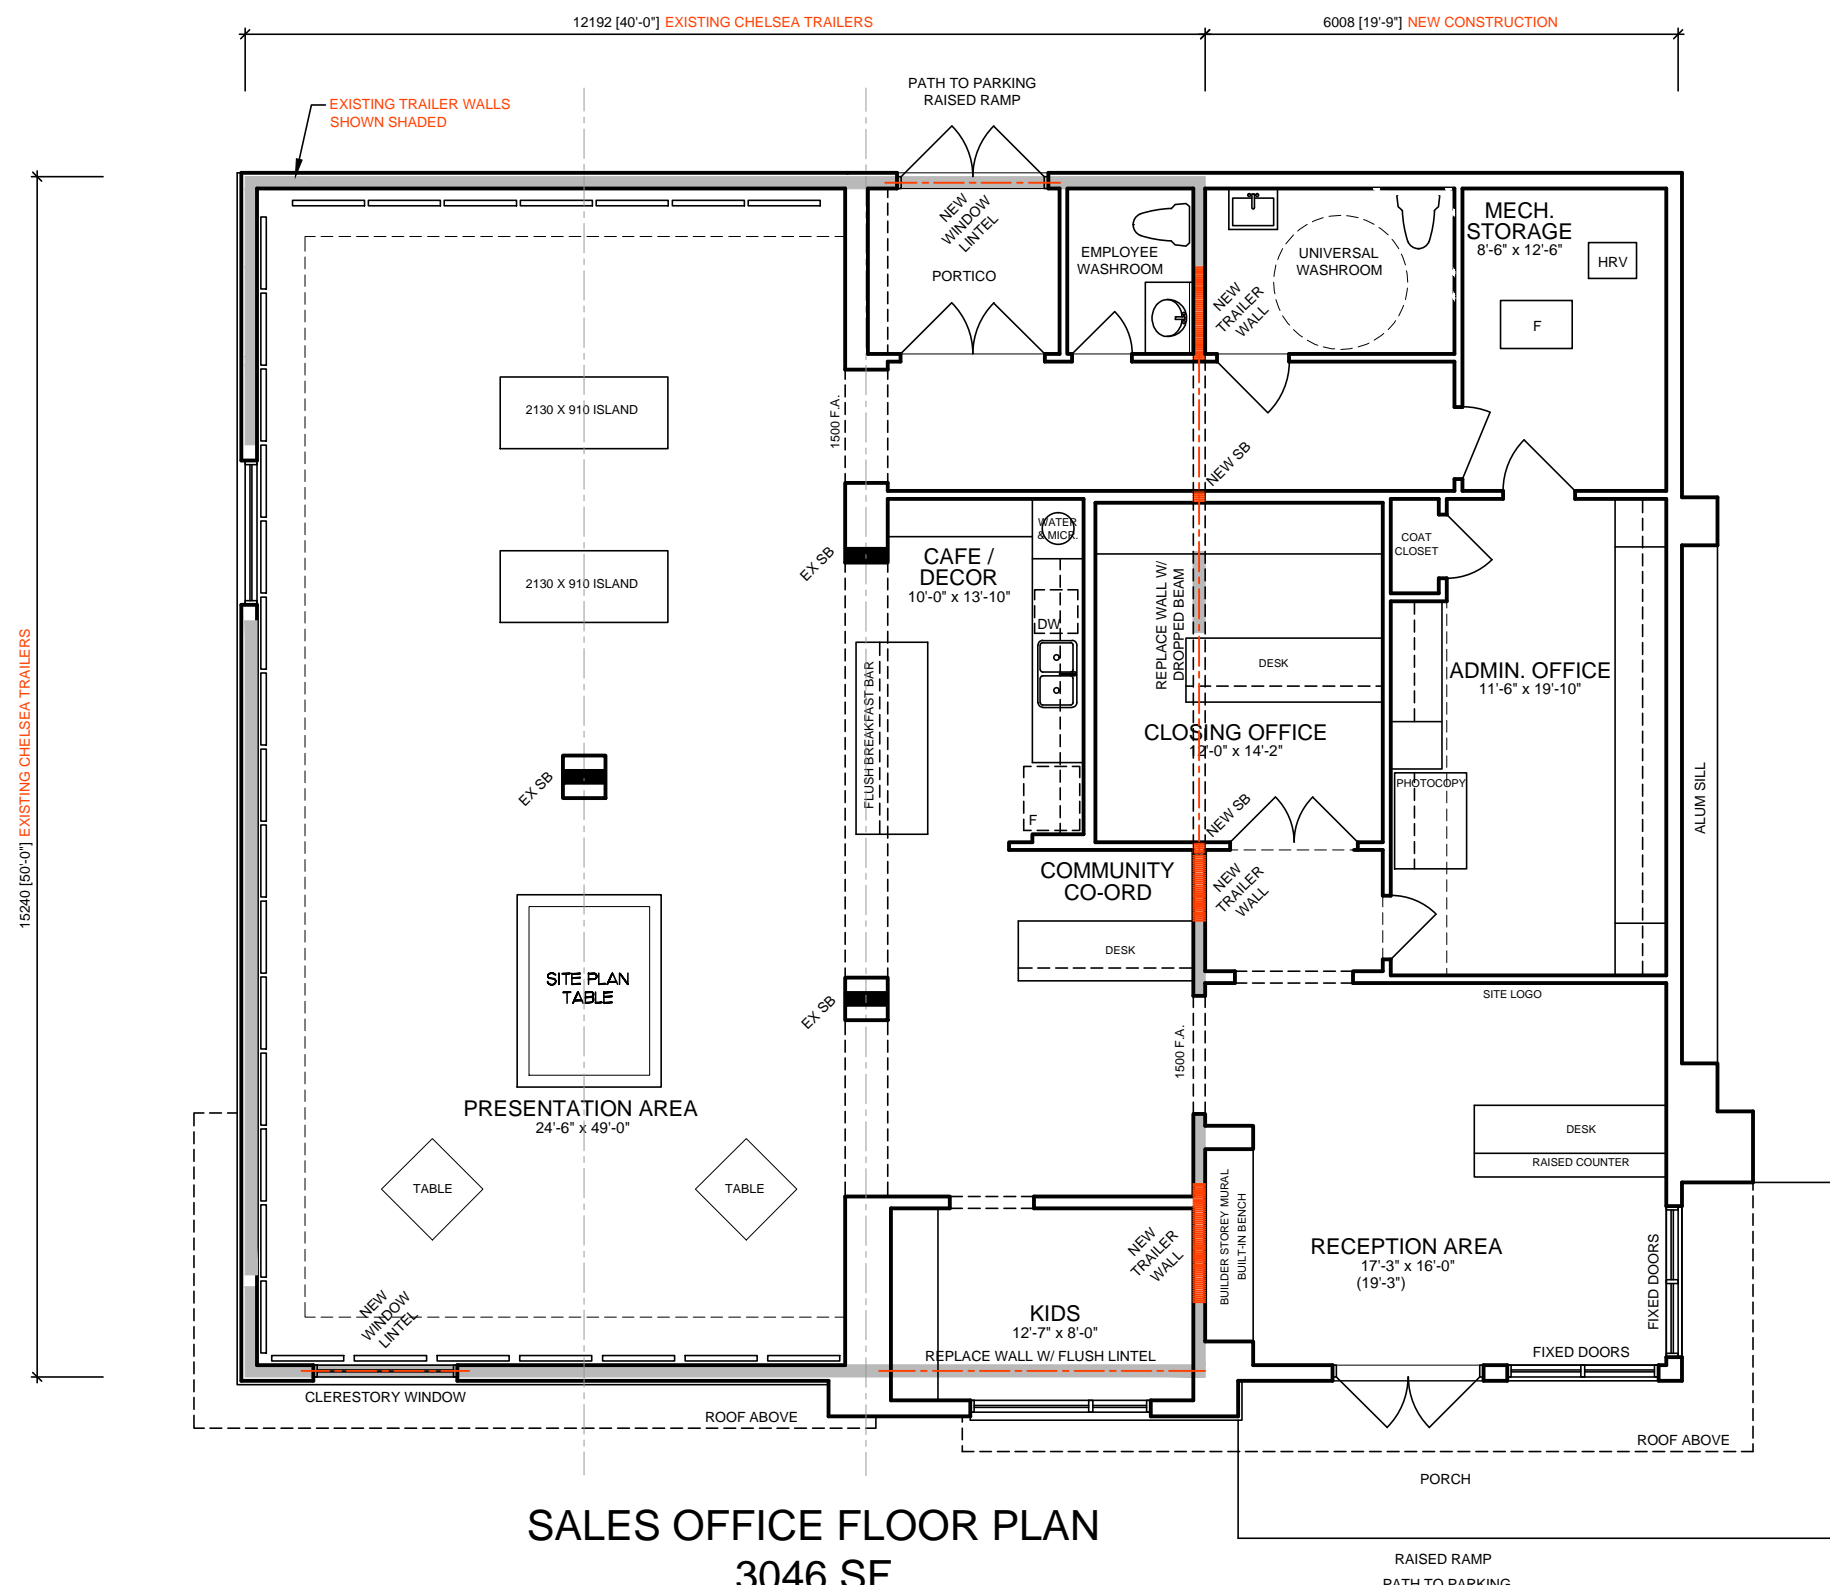 12192 [40'-0"] EXISTING CHELSEA TRAILERS
6008 [19'-9"] NEW CONSTRUCTION
PATH TO PARKING
RAISED RAMP
EXISTING TRAILER WALLS
SHOWN SHADED
NEW
WINDOW
LINTEL
PORTICO
EMPLOYEE
WASHROOM
UNIVERSAL
WASHROOM
NEW
TRAILER
WALL
MECH.
STORAGE
8'-6" x 12'-6"
HRV
F
2130 X 910 ISLAND
1500 F.A.
NEW SB
WATER
& MICR.
COAT
CLOSET
EX SB
CAFE /
DECOR
10'-0" x 13'-10"
2130 X 910 ISLAND
DW
REPLACE WALL W/
DROPPED BEAM
DESK
ADMIN. OFFICE
11'-6" x 19'-10"
15240 [50'-0"] EXISTING CHELSEA TRAILERS
FLUSH BREAKFAST BAR
CLOSING OFFICE
12'-0" x 14'-2"
EX SB
PHOTOCOPY
ALUM SILL
F
NEW SB
COMMUNITY
CO-ORD
NEW
TRAILER
WALL
DESK
SITE PLAN
TABLE
EX SB
SITE LOGO
1500 F.A.
PRESENTATION AREA
24'-6" x 49'-0"
DESK
RAISED COUNTER
TABLE
TABLE
BUILDER STOREY MURAL
BUILT-IN BENCH
NEW
TRAILER
WALL
RECEPTION AREA
17'-3" x 16'-0"
(19'-3")
FIXED DOORS
NEW
WINDOW
LINTEL
KIDS
12'-7" x 8'-0"
REPLACE WALL W/ FLUSH LINTEL
FIXED DOORS
CLERESTORY WINDOW
ROOF ABOVE
ROOF ABOVE
PORCH
SALES OFFICE FLOOR PLAN
3046 SF
RAISED RAMP
PATH TO PARKING